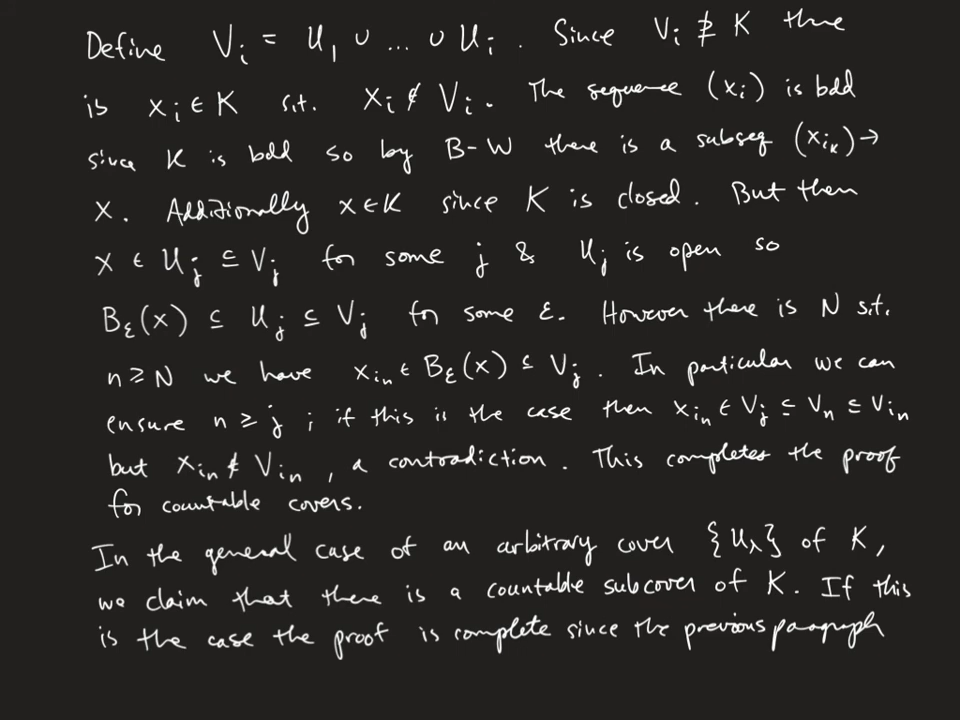 Define V_i = U_1 ∪ ... ∪ U_i. Since V_i ⊉ K there
is x_i ∈ K s.t. x_i ∉ V_i. The sequence (x_i) is bdd
since K is bdd so by B-W there is a subseq (x_{i_k}) →
x. Additionally x ∈ K since K is closed. But then
x ∈ U_j ⊆ V_j for some j & U_j is open so
B_ε(x) ⊆ U_j ⊆ V_j for some ε. However there is N s.t.
n ≥ N we have x_{i_n} ∈ B_ε(x) ⊆ V_j. In particular we can
ensure n ≥ j ; if this is the case then x_{i_n} ∈ V_j ⊆ V_n ⊆ V_{i_n}
but x_{i_n} ∉ V_{i_n}, a contradiction. This completes the proof
for countable covers.
In the general case of an arbitrary cover {U_λ} of K,
we claim that there is a countable subcover of K. If this
is the case the proof is complete since the previous paragraph